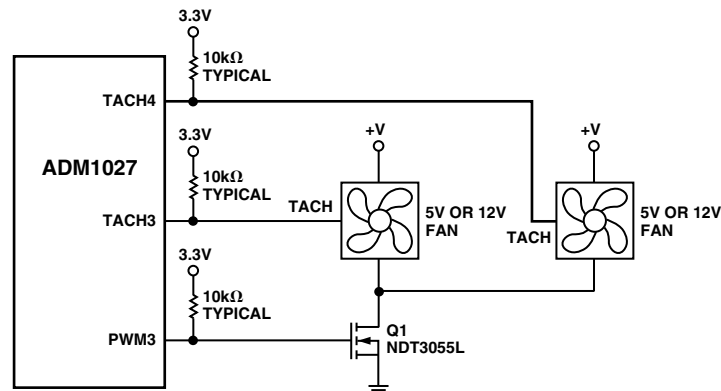 3.3V
10kΩ
TYPICAL
TACH4
3.3V
+V
+V
ADM1027
10kΩ
TYPICAL
TACH
5V OR 12V
FAN
5V OR 12V
FAN
TACH3
TACH
3.3V
10kΩ
TYPICAL
Q1
NDT3055L
PWM3